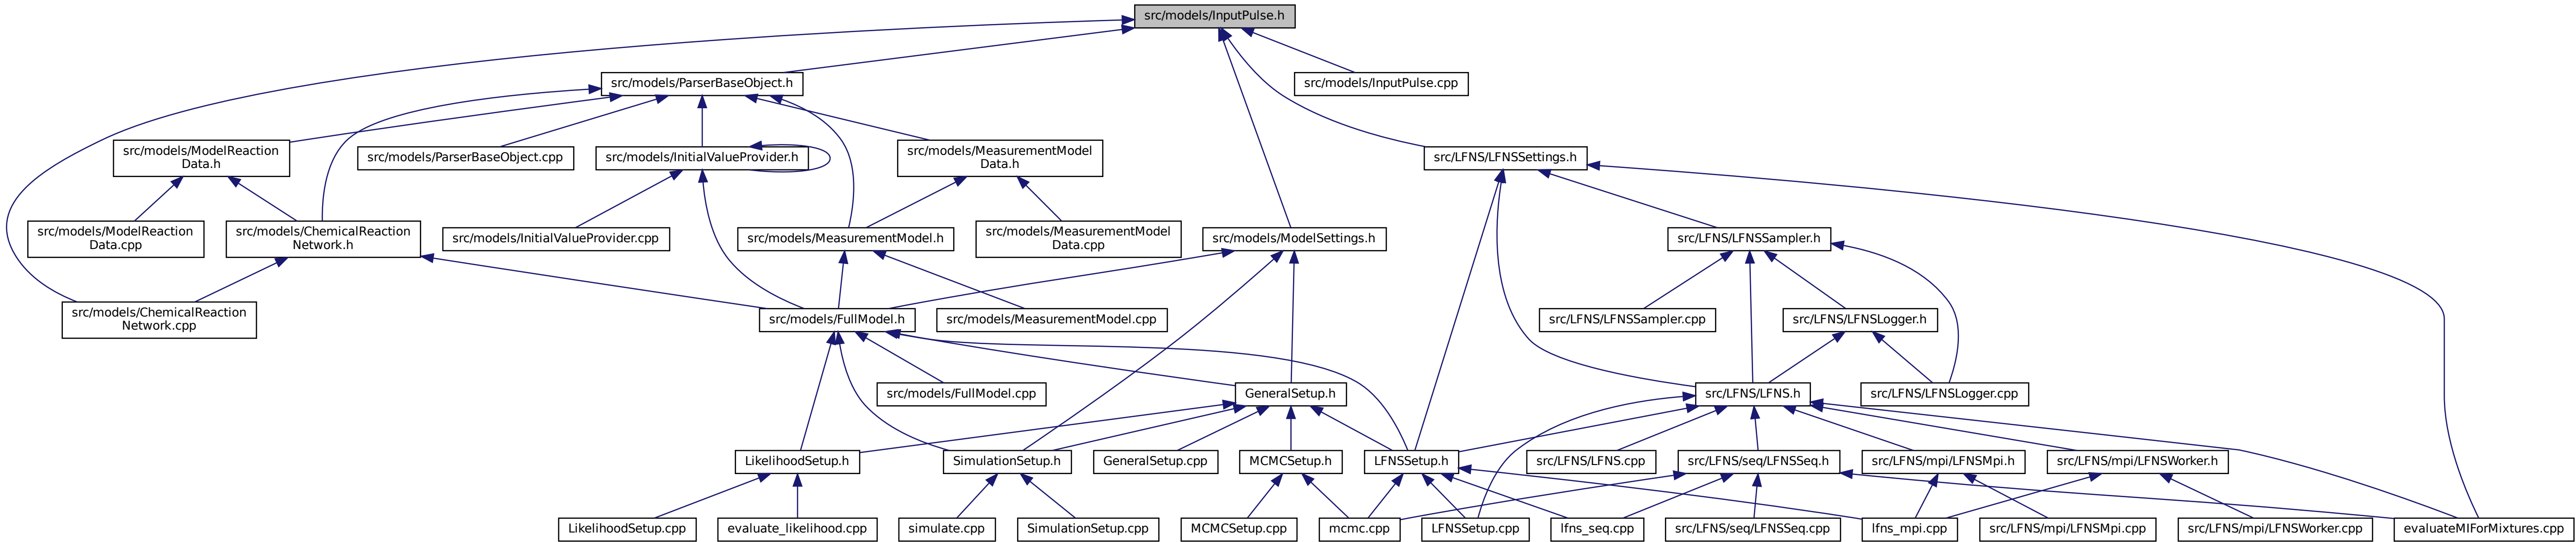 src/models/InputPulse.h
src/models/ParserBaseObject.h
src/models/InputPulse.cpp
src/models/ModelReaction
Data.h
src/models/ParserBaseObject.cpp
src/models/InitialValueProvider.h
src/models/MeasurementModel
Data.h
src/LFNS/LFNSSettings.h
src/models/ModelReaction
Data.cpp
src/models/ChemicalReaction
Network.h
src/models/InitialValueProvider.cpp
src/models/MeasurementModel.h
src/models/MeasurementModel
Data.cpp
src/models/ModelSettings.h
src/LFNS/LFNSSampler.h
src/models/ChemicalReaction
Network.cpp
src/models/FullModel.h
src/models/MeasurementModel.cpp
src/LFNS/LFNSSampler.cpp
src/LFNS/LFNSLogger.h
src/models/FullModel.cpp
GeneralSetup.h
src/LFNS/LFNS.h
src/LFNS/LFNSLogger.cpp
LikelihoodSetup.h
SimulationSetup.h
GeneralSetup.cpp
MCMCSetup.h
LFNSSetup.h
src/LFNS/LFNS.cpp
src/LFNS/seq/LFNSSeq.h
src/LFNS/mpi/LFNSMpi.h
src/LFNS/mpi/LFNSWorker.h
LikelihoodSetup.cpp
evaluate_likelihood.cpp
simulate.cpp
SimulationSetup.cpp
MCMCSetup.cpp
mcmc.cpp
LFNSSetup.cpp
lfns_seq.cpp
src/LFNS/seq/LFNSSeq.cpp
lfns_mpi.cpp
src/LFNS/mpi/LFNSMpi.cpp
src/LFNS/mpi/LFNSWorker.cpp
evaluateMIForMixtures.cpp